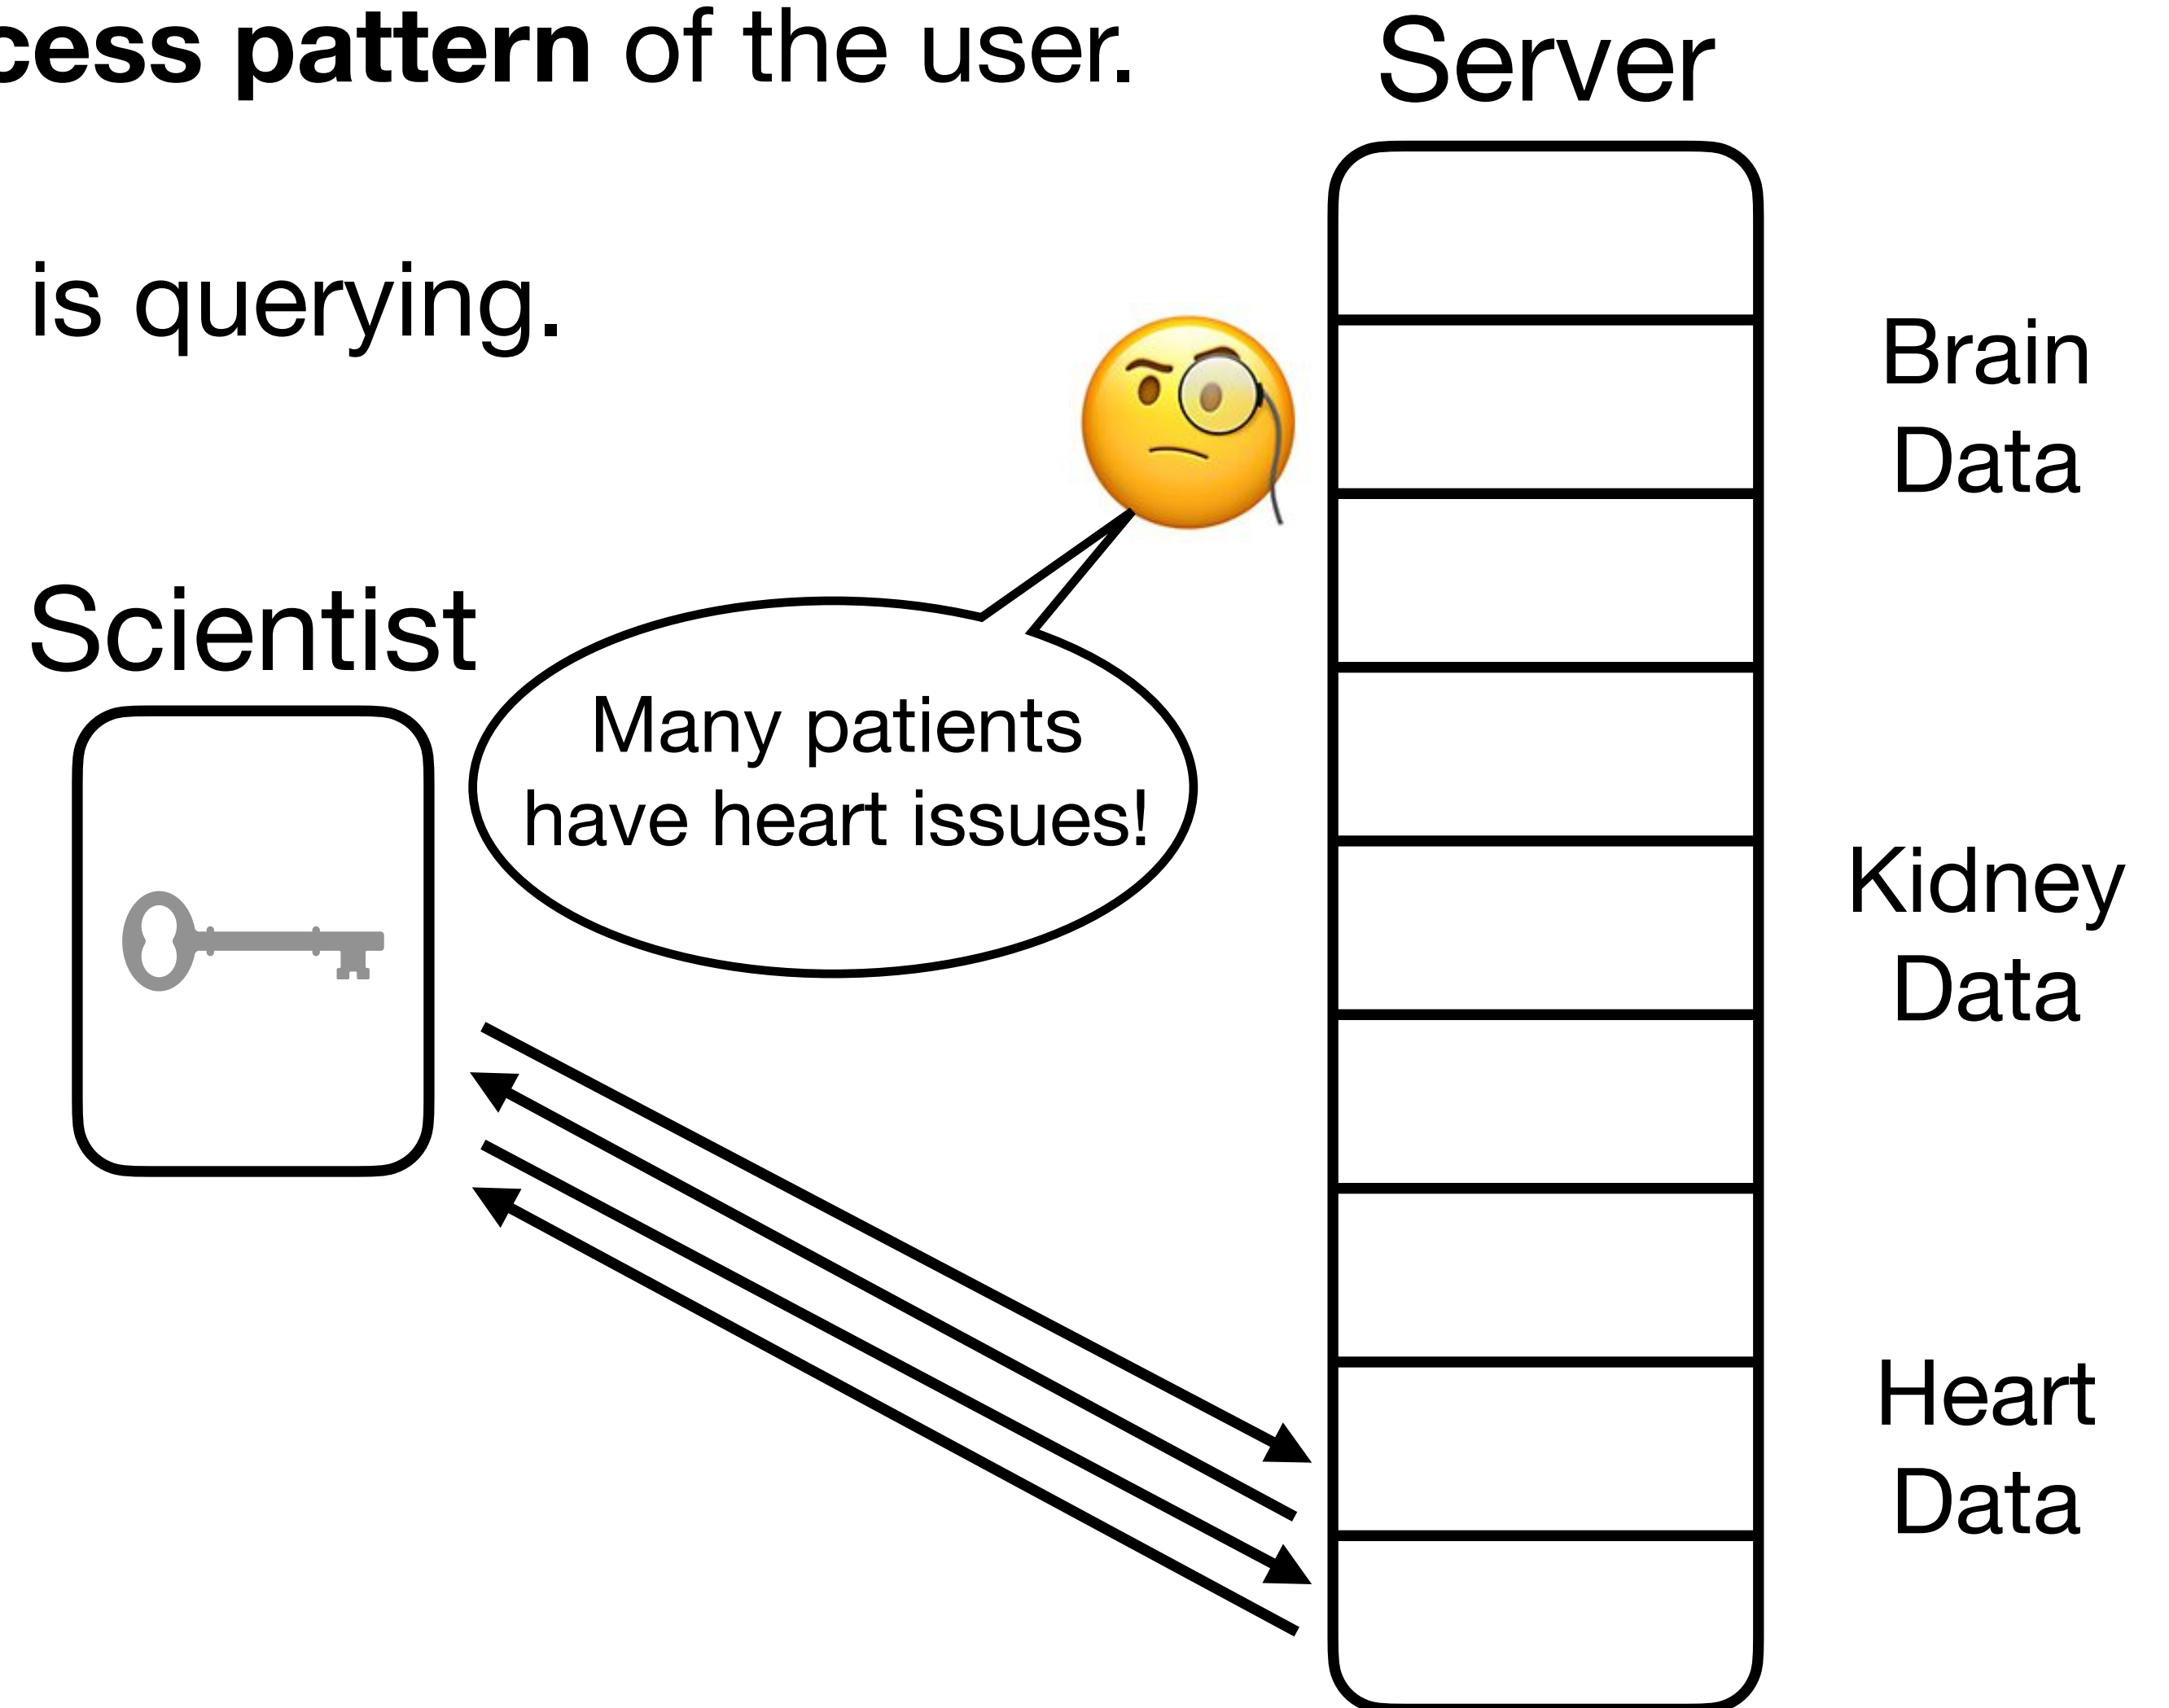 cess pattern of the user.
is querying.
Server
Scientist
Many patients
have heart issues!
Brain
Data
Kidney
Data
Heart
Data